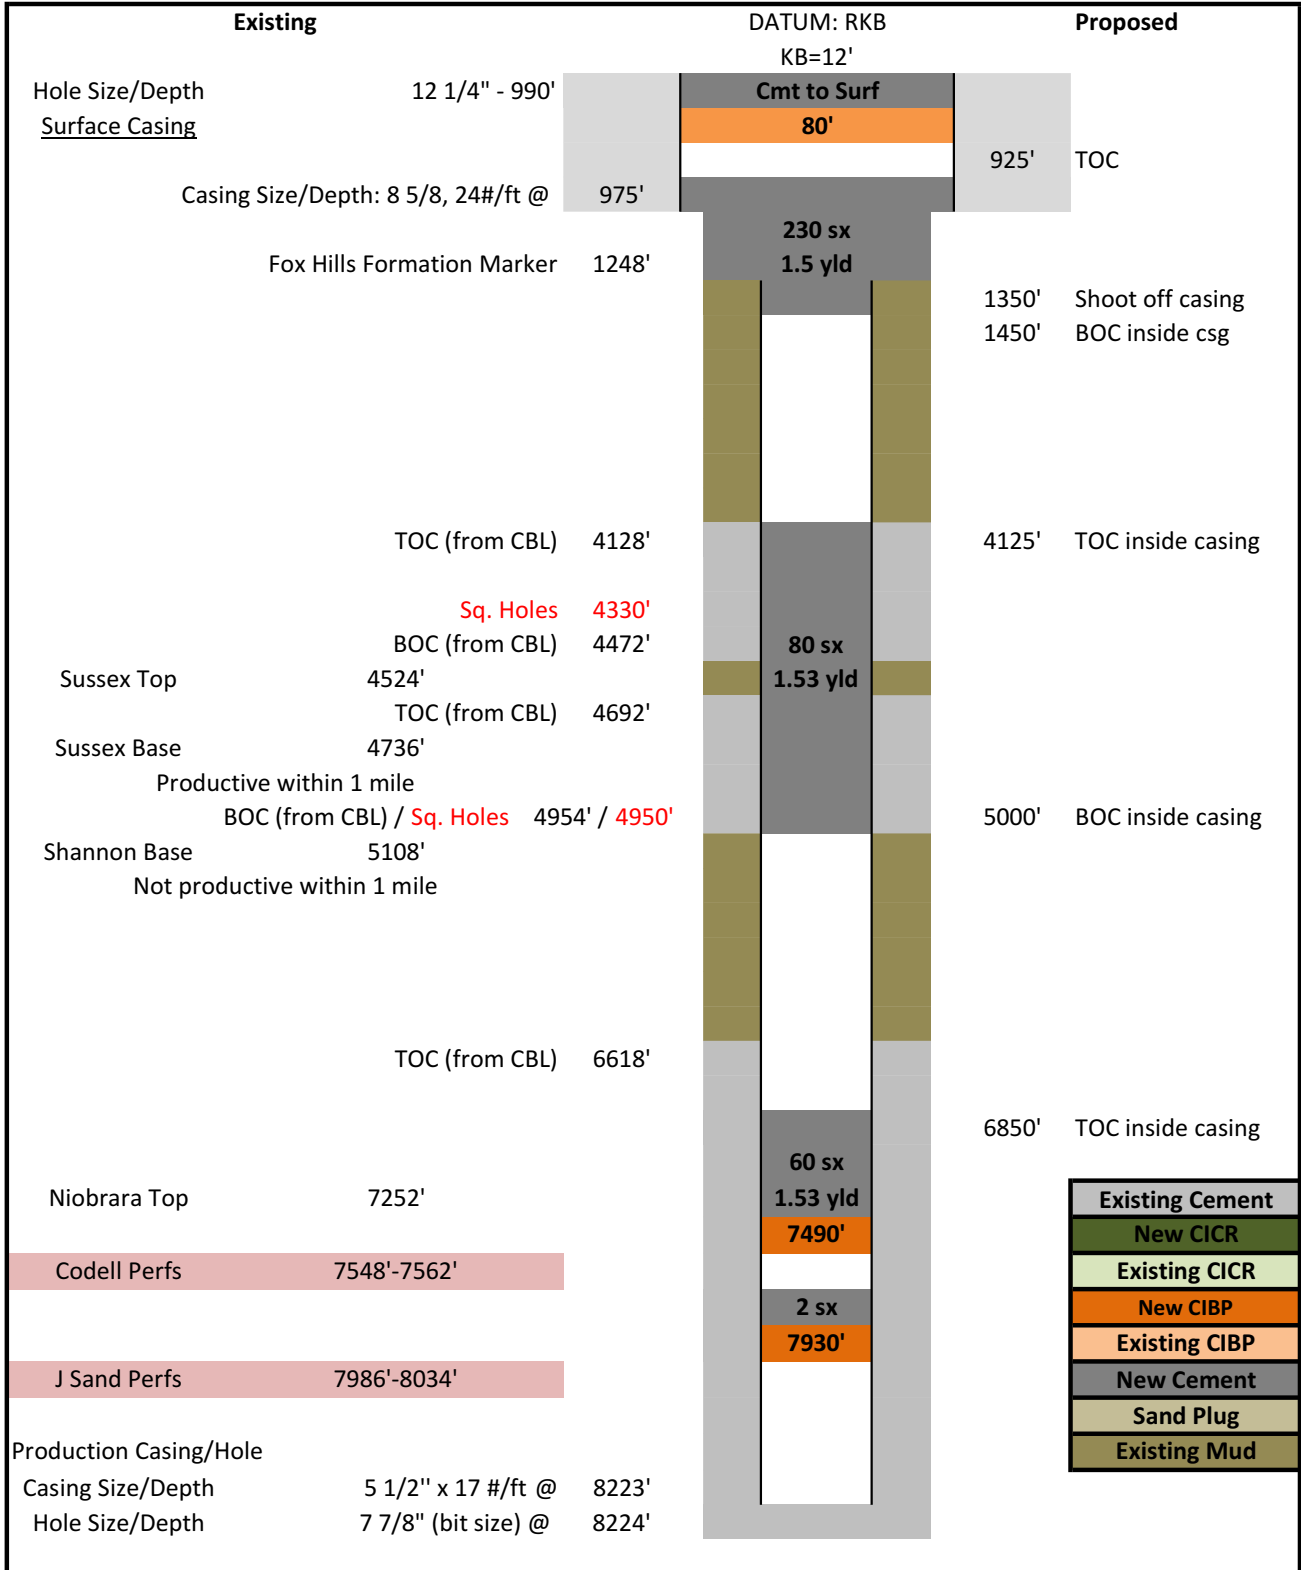 Existing DATUM: RKB Proposed
KB=12'
Hole Size/Depth 12 1/4" - 990' Cmt to Surf
Surface Casing 80'
925' TOC
Casing Size/Depth: 8 5/8, 24#/ft @ 975'
230 sx
Fox Hills Formation Marker 1248' 1.5 yld
1350' Shoot off casing
1450' BOC inside csg
TOC (from CBL) 4128' 4125' TOC inside casing
Sq. Holes 4330'
BOC (from CBL) 4472' 80 sx
Sussex Top 4524' 1.53 yld
TOC (from CBL) 4692'
Sussex Base 4736'
Productive within 1 mile
BOC (from CBL) / Sq. Holes 4954' / 4950' 5000' BOC inside casing
Shannon Base 5108'
Not productive within 1 mile
TOC (from CBL) 6618'
6850' TOC inside casing
60 sx
Niobrara Top 7252' 1.53 yld Existing Cement
7490' New CICR
Codell Perfs 7548'-7562' Existing CICR
2 sx New CIBP
7930' Existing CIBP
J Sand Perfs 7986'-8034' New Cement
Sand Plug
Production Casing/Hole Existing Mud
Casing Size/Depth 5 1/2'' x 17 #/ft @ 8223'
Hole Size/Depth 7 7/8" (bit size) @ 8224'